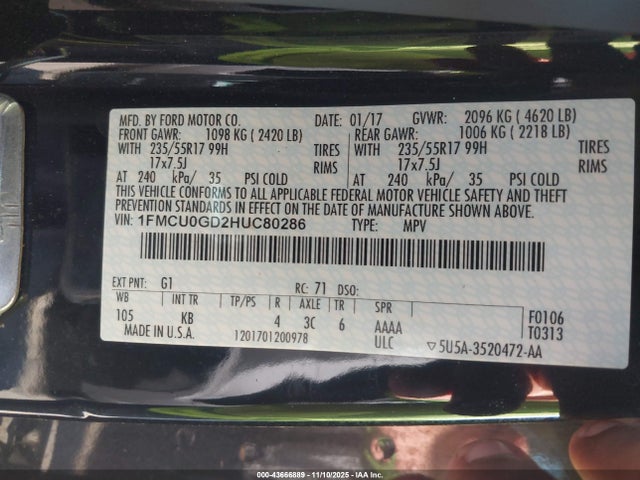 MFD. BY FORD MOTOR CO. DATE: 01/17 GVWR: 2096 KG ( 4620 LB)
FRONT GAWR: 1098 KG ( 2420 LB) REAR GAWR: 1006 KG ( 2218 LB)
WITH 235/55R17 99H TIRES WITH 235/55R17 99H TIRES
17x7.5J RIMS 17x7.5J RIMS
AT 240 kPa/ 35 PSI COLD AT 240 kPa/ 35 PSI COLD
THIS VEHICLE CONFORMS TO ALL APPLICABLE FEDERAL MOTOR VEHICLE SAFETY AND THEFT
PREVENTION STANDARDS IN EFFECT ON THE DATE OF MANUFACTURE SHOWN ABOVE.
VIN: 1FMCU0GD2HUC80286 TYPE: MPV
EXT PNT: G1 RC: 71 DSO:
WB INT TR TP/PS R AXLE TR SPR F0106
105 KB 4 3C 6 AAAA T0313
MADE IN U.S.A. 1201701200978 ULC ▽5U5A-3520472-AA
000-43666889 - 11/10/2025 - IAAI.com